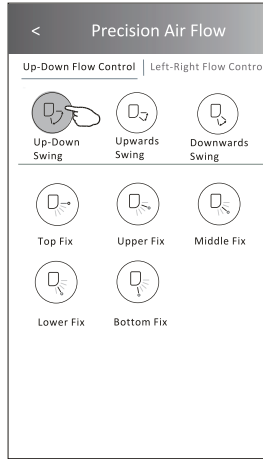 < Precision Air Flow
Up-Down Flow Control | Left-Right Flow Contro
Up-Down Swing
Upwards Swing
Downwards Swing
Top Fix
Upper Fix
Middle Fix
Lower Fix
Bottom Fix